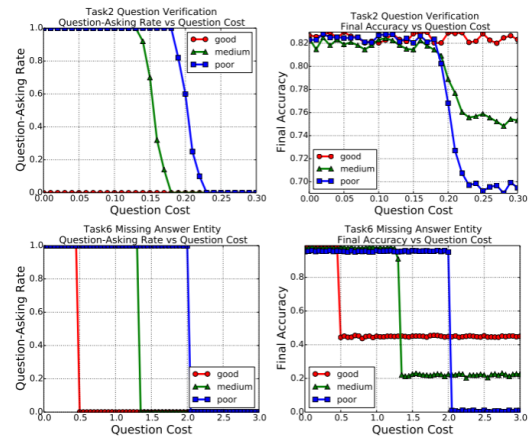 Task2 Question Verification
Question-Asking Rate vs Question Cost
Question-Asking Rate
1.0
0.8
0.6
0.4
0.2
0.0
good
medium
poor
0.00 0.05 0.10 0.15 0.20 0.25 0.30
Question Cost
Task2 Question Verification
Final Accuracy vs Question Cost
Final Accuracy
0.82
0.80
0.78
0.76
0.74
0.72
0.70
good
medium
poor
0.00 0.05 0.10 0.15 0.20 0.25 0.30
Question Cost
Task6 Missing Answer Entity
Question-Asking Rate vs Question Cost
Question-Asking Rate
1.0
0.8
0.6
0.4
0.2
0.0
good
medium
poor
0.0 0.5 1.0 1.5 2.0 2.5 3.0
Question Cost
Task6 Missing Answer Entity
Final Accuracy vs Question Cost
Final Accuracy
0.8
0.6
0.4
0.2
0.0
good
medium
poor
0.0 0.5 1.0 1.5 2.0 2.5 3.0
Question Cost